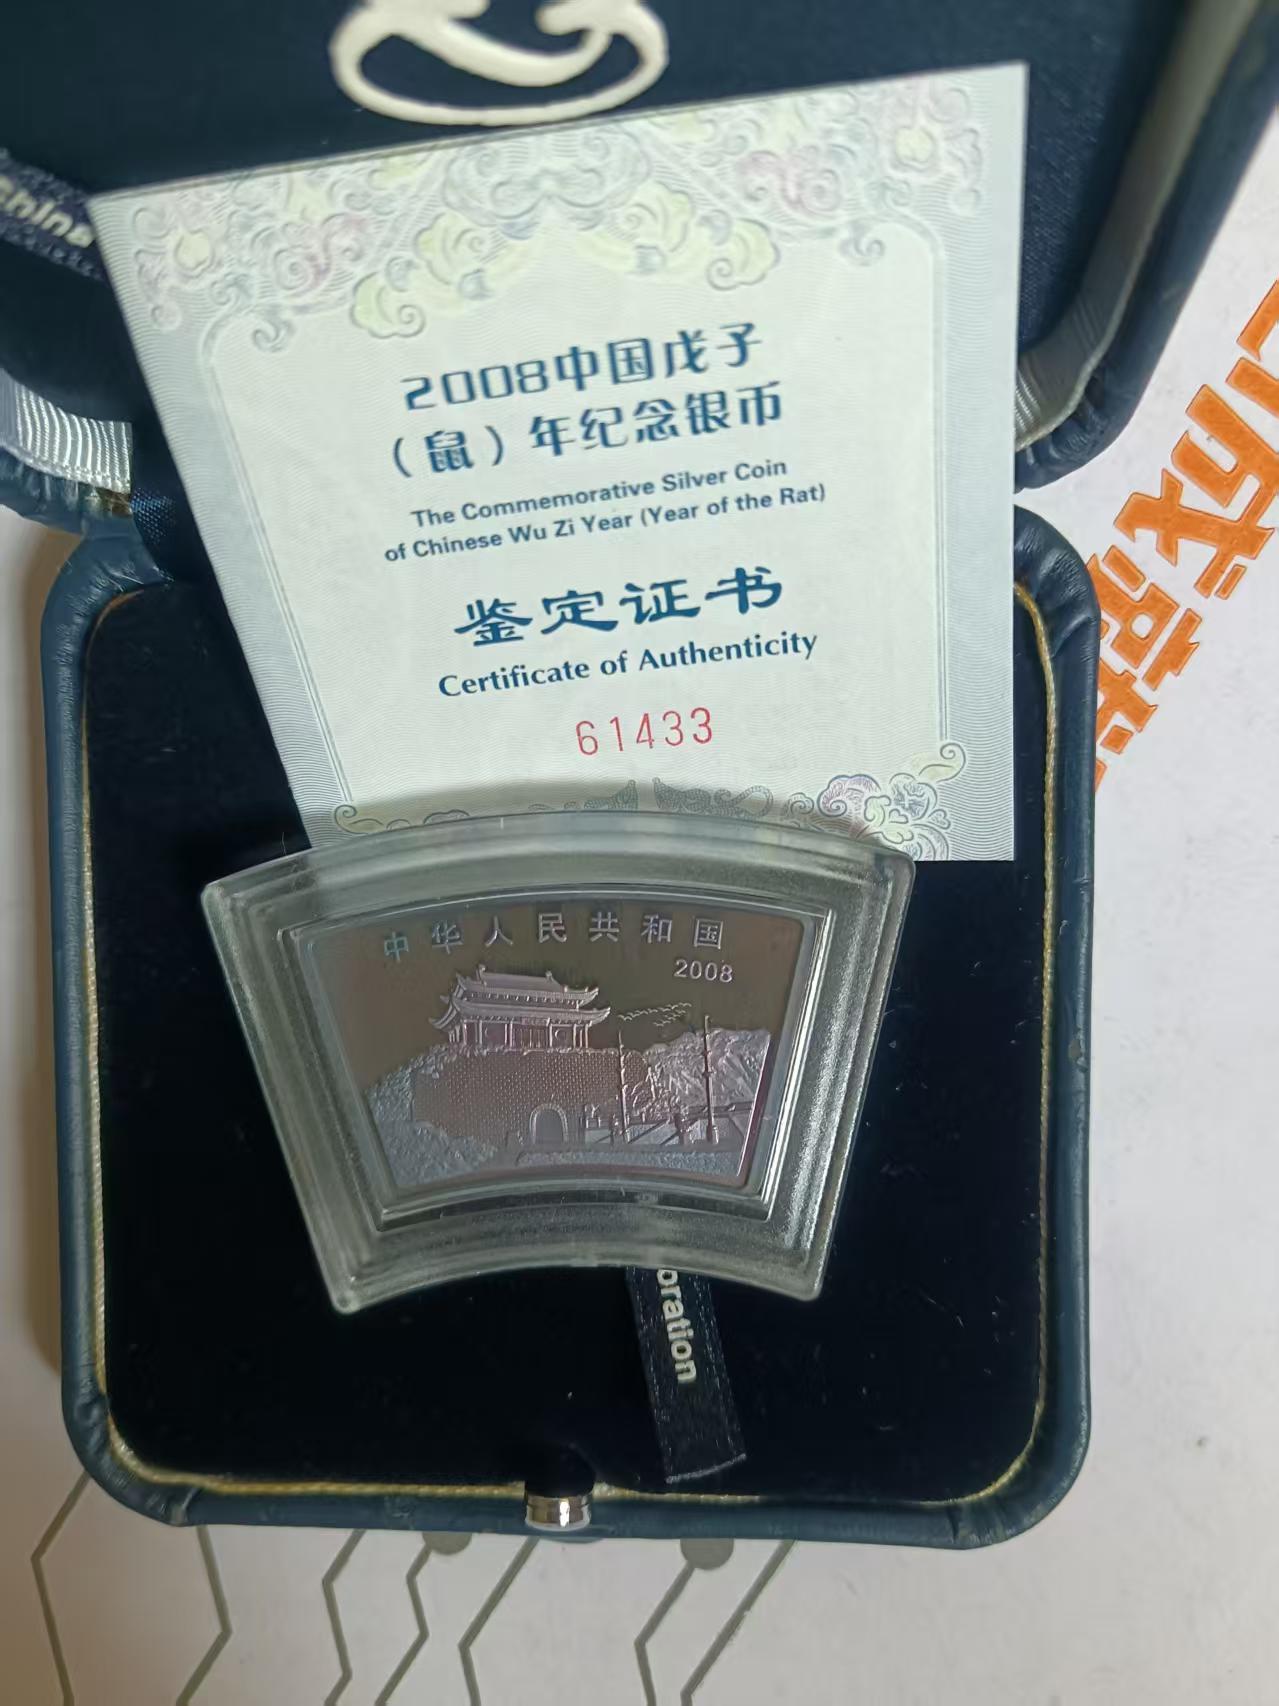 china
2008中国戊子
（鼠）年纪念银币
The Commemorative Silver Coin
of Chinese Wu Zi Year (Year of the Rat)
鉴定证书
Certificate of Authenticity
61433
中华人民共和国
2008
oration